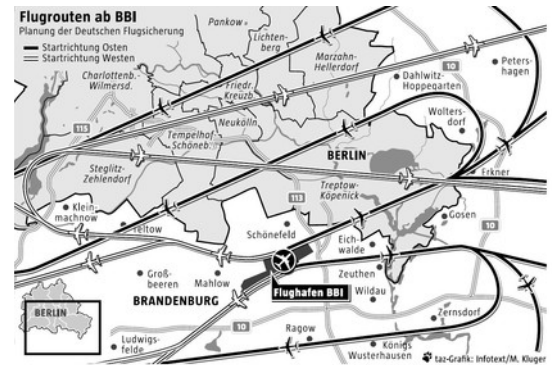 Flugrouten ab BBI
Planung der Deutschen Flugsicherung
Startrichtung Osten
Startrichtung Westen
Pankow
Lichten-
berg
Marzahn-
Hellerdorf
10
Peters-
hagen
Dahlwitz-
Hoppegarten
Charlottenb.
Wilmersd.
Friedr.
Kreuzb.
Wolters-
dorf
115
Neukölln
Tempelhof
Schöneb.
BERLIN
Steglitz-
Zehlendorf
Erkner
Treptow-
Köpenick
113
Klein-
machnow
Teltow
Gosen
10
Schönefeld
Eich-
walde
Groß-
beeren
Mahlow
Zeuthen
Flughafen BBI
Wildau
BRANDENBURG
BERLIN
Zernsdorf
10
Ragow
10
Ludwigs-
felde
Königs
Wusterhausen
taz-Grafik: Infotext/M. Kluger